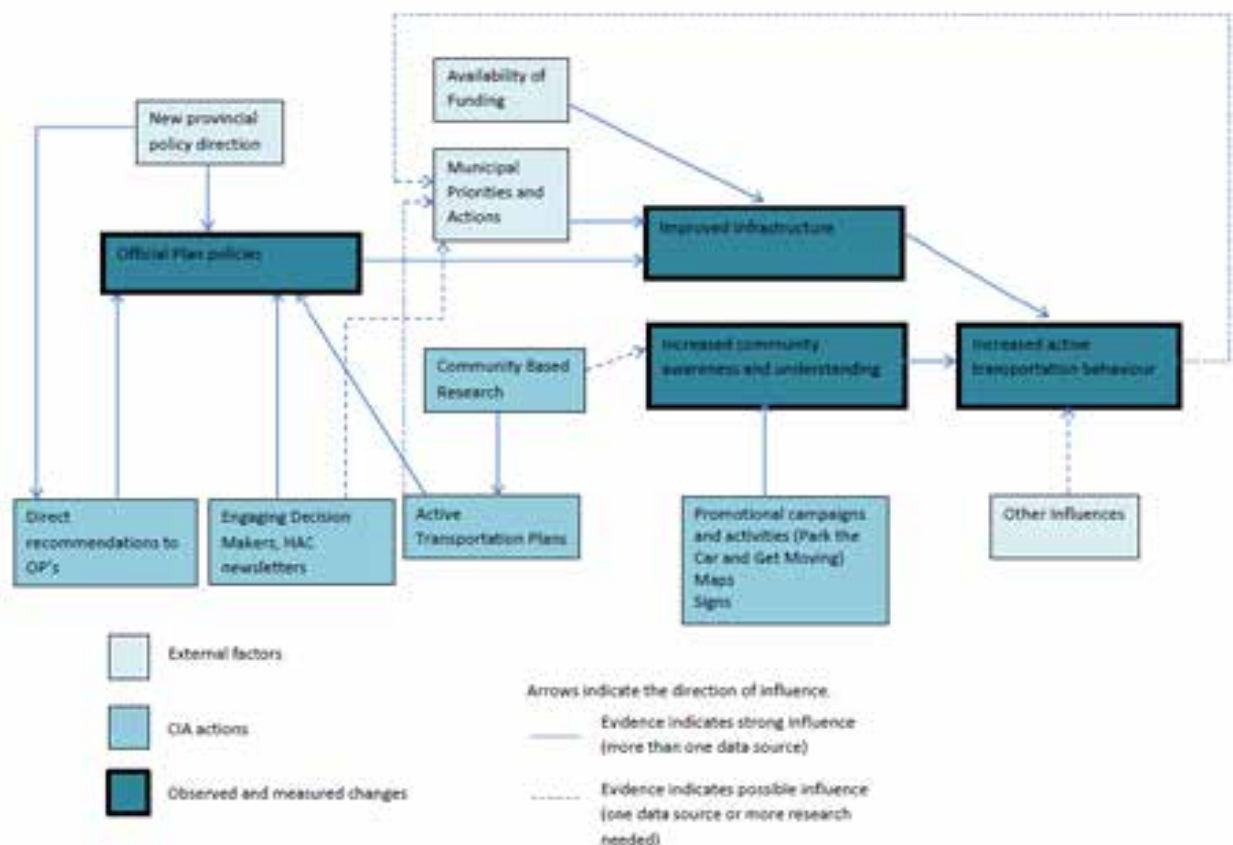 Availability of
Funding
New provincial
policy direction
Municipal
Priorities and
Actions
Official Plan policies
Improved Infrastructure
Community Based
Research
Increased community
awareness and understanding
Increased active
transportation behaviour
Direct
recommendations to
OP's
Engaging Decision
Makers, HAC
newsletters
Active
Transportation Plans
Promotional campaigns
and activities (Park the
Car and Get Moving)
Maps
Signs
Other Influences
External factors
CIA actions
Observed and measured changes
Arrows indicate the direction of influence.
Evidence indicates strong influence
(more than one data source)
Evidence indicates possible influence
(one data source or more research
needed)